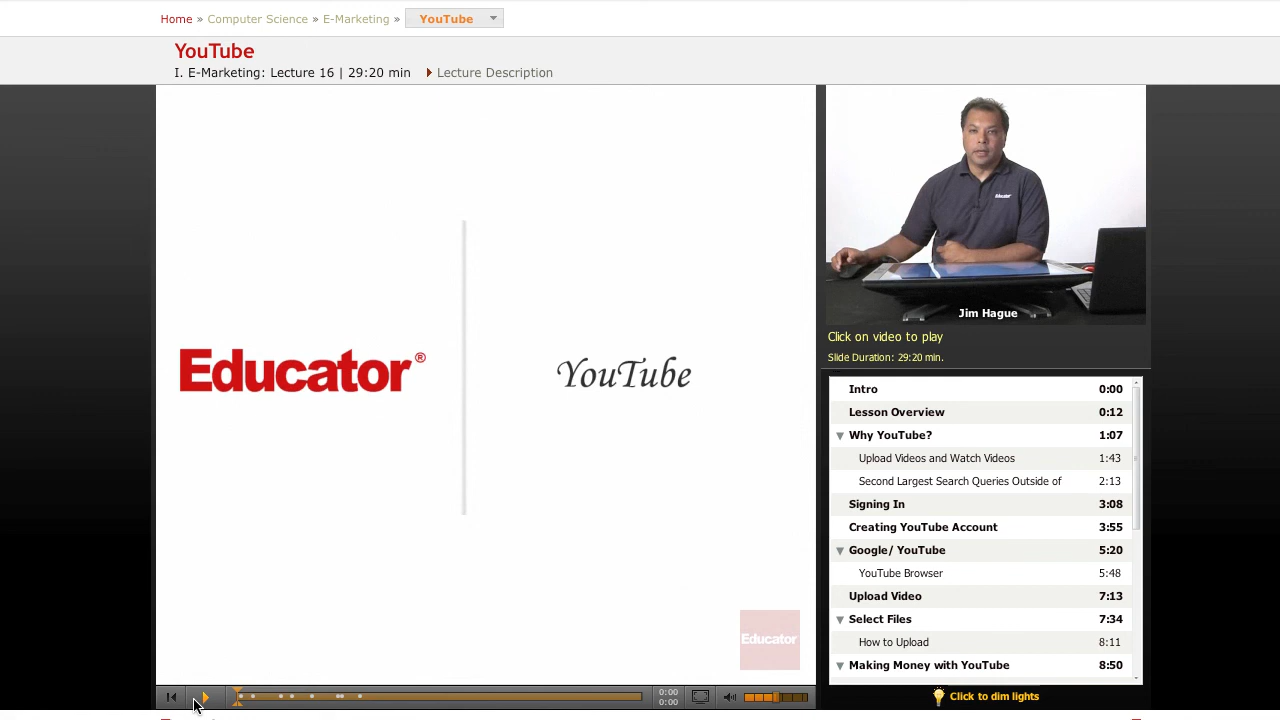 Home » Computer Science » E-Marketing » YouTube
YouTube
I. E-Marketing: Lecture 16 | 29:20 min Lecture Description
Educator®
YouTube
Educator
Educator
Jim Hague
Click on video to play
Slide Duration: 29:20 min.
Intro 0:00
Lesson Overview 0:12
Why YouTube? 1:07
Upload Videos and Watch Videos 1:43
Second Largest Search Queries Outside of 2:13
Signing In 3:08
Creating YouTube Account 3:55
Google/ YouTube 5:20
YouTube Browser 5:48
Upload Video 7:13
Select Files 7:34
How to Upload 8:11
Making Money with YouTube 8:50
0:00
0:00
Click to dim lights